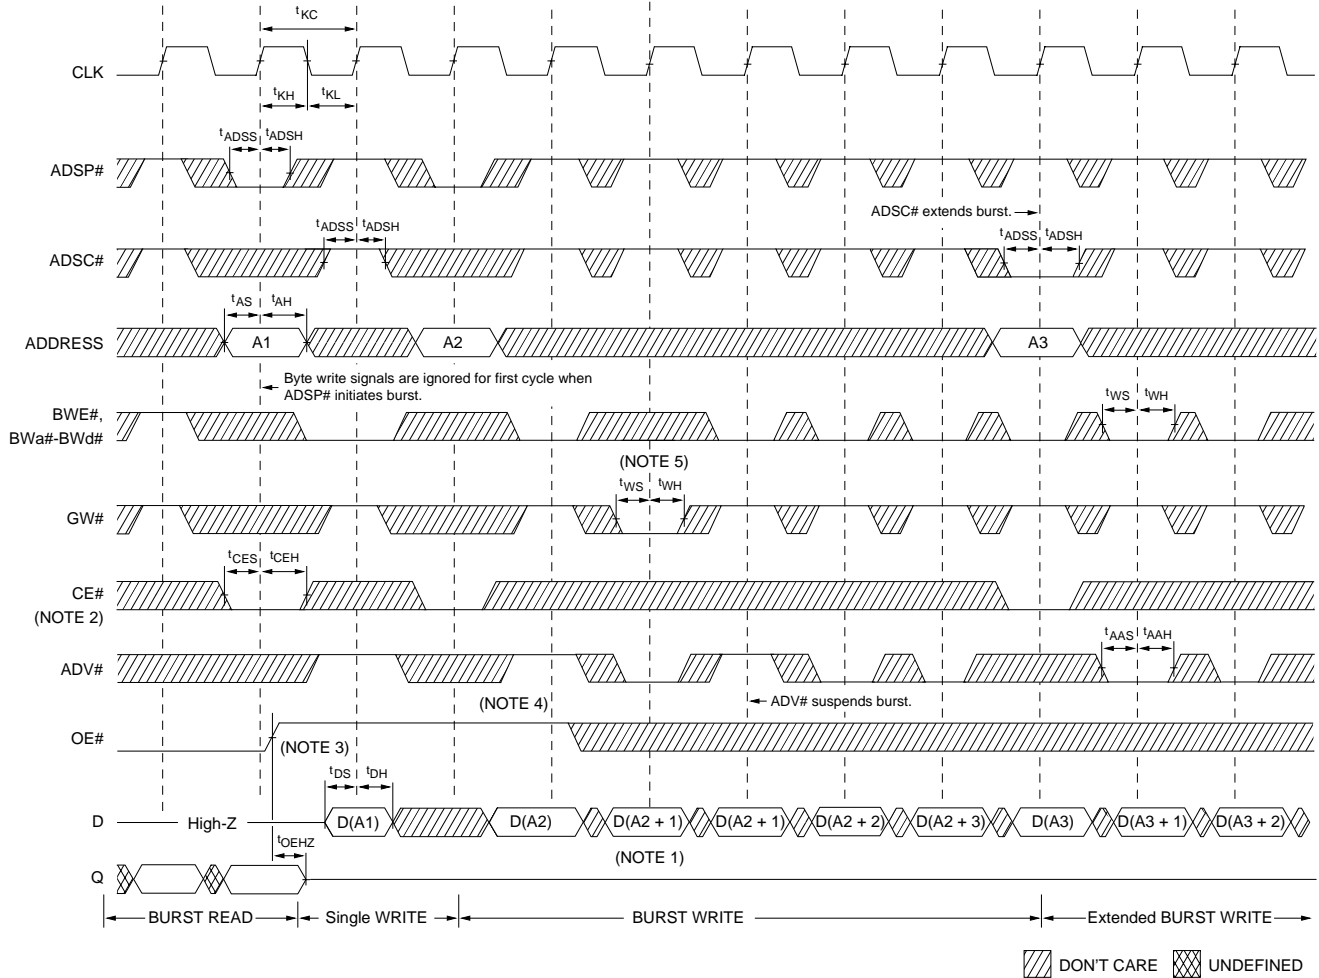 tKC
CLK
tKH
tKL
tADSS tADSH
ADSP#
ADSC# extends burst.
tADSS tADSH
tADSS tADSH
ADSC#
tAS tAH
ADDRESS
A1
A2
A3
Byte write signals are ignored for first cycle when
ADSP# initiates burst.
BWE#,
BWa#-BWd#
tWS tWH
(NOTE 5)
tWS tWH
GW#
tCES tCEH
CE#
(NOTE 2)
tAAS tAAH
ADV#
(NOTE 4)
ADV# suspends burst.
OE#
(NOTE 3)
tDS tDH
D
High-Z
D(A1)
D(A2)
D(A2 + 1)
D(A2 + 1)
D(A2 + 2)
D(A2 + 3)
D(A3)
D(A3 + 1)
D(A3 + 2)
tOEHZ
(NOTE 1)
Q
BURST READ
Single WRITE
BURST WRITE
Extended BURST WRITE
DON'T CARE
UNDEFINED